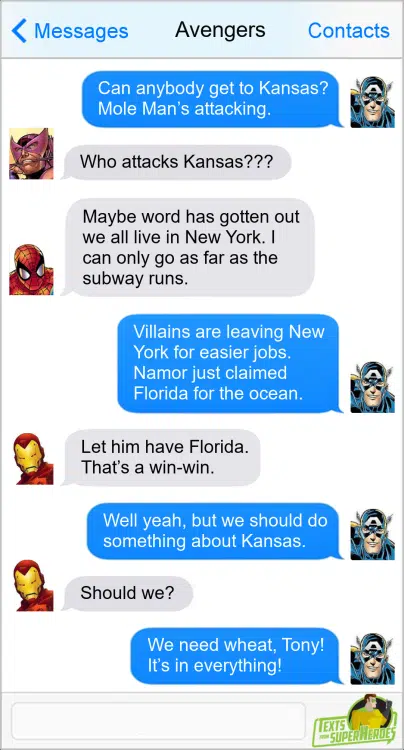 Messages
Avengers
Contacts
Can anybody get to Kansas?
Mole Man’s attacking.
Who attacks Kansas???
Maybe word has gotten out
we all live in New York. I
can only go as far as the
subway runs.
Villains are leaving New
York for easier jobs.
Namor just claimed
Florida for the ocean.
Let him have Florida.
That’s a win-win.
Well yeah, but we should do
something about Kansas.
Should we?
We need wheat, Tony!
It’s in everything!
TEXTS
FROM
SUPERHEROES